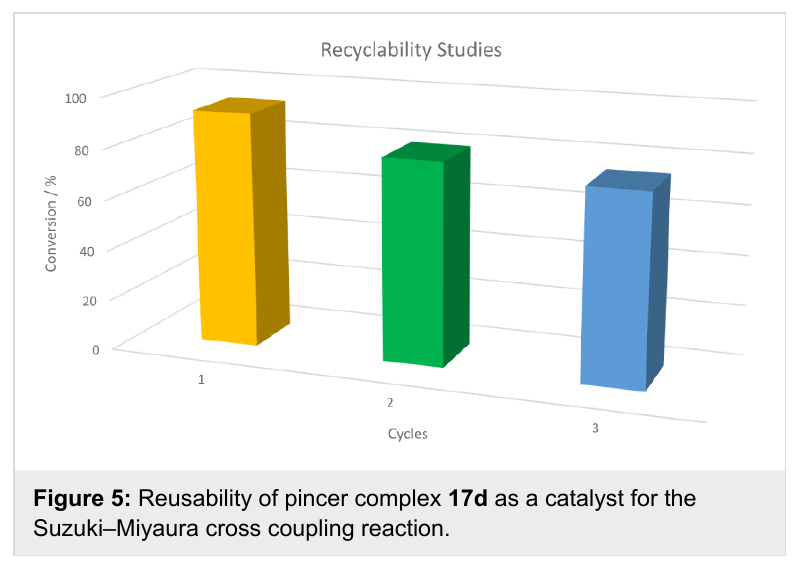 Recyclability Studies
100
80
60
40
20
0
Conversion / %
1
2
3
Cycles
Figure 5: Reusability of pincer complex 17d as a catalyst for the
Suzuki–Miyaura cross coupling reaction.